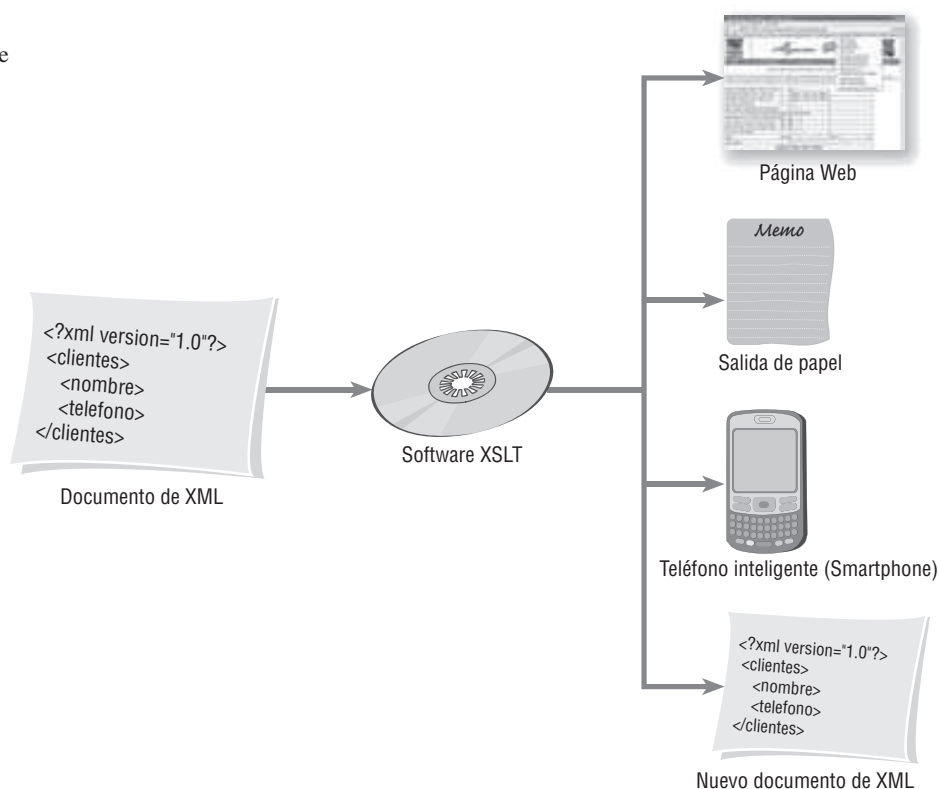 e
Página Web
Memo
Salida de papel
<?xml version="1.0"?>
<clientes>
<nombre>
<telefono>
</clientes>
Documento de XML
Software XSLT
Teléfono inteligente (Smartphone)
<?xml version="1.0"?>
<clientes>
<nombre>
<telefono>
</clientes>
Nuevo documento de XML